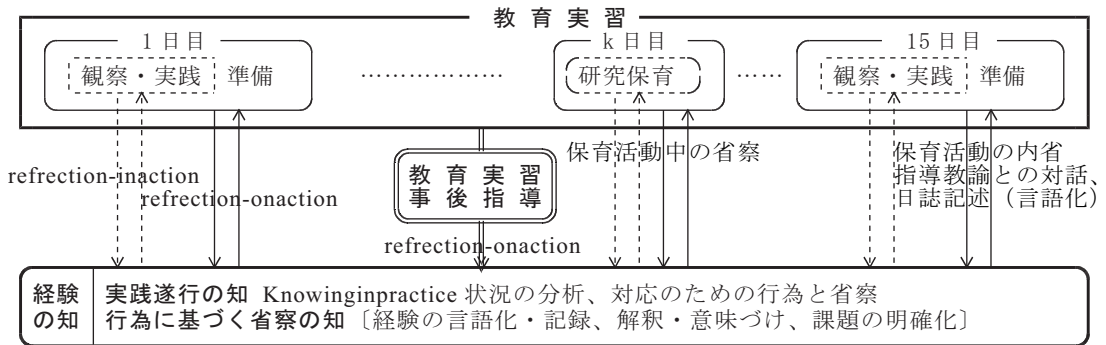 教 育 実 習
1日目
k日目
15日目
観察・実践 準備
………………
研究保育
……
観察・実践 準備
refrection-inaction
refrection-onaction
教 育 実 習
事 後 指 導
refrection-onaction
保育活動中の省察
保育活動の内省
指導教諭との対話、
日誌記述（言語化）
経験
の知
実践遂行の知 Knowinginpractice 状況の分析、対応のための行為と省察
行為に基づく省察の知〔経験の言語化・記録、解釈・意味づけ、課題の明確化〕